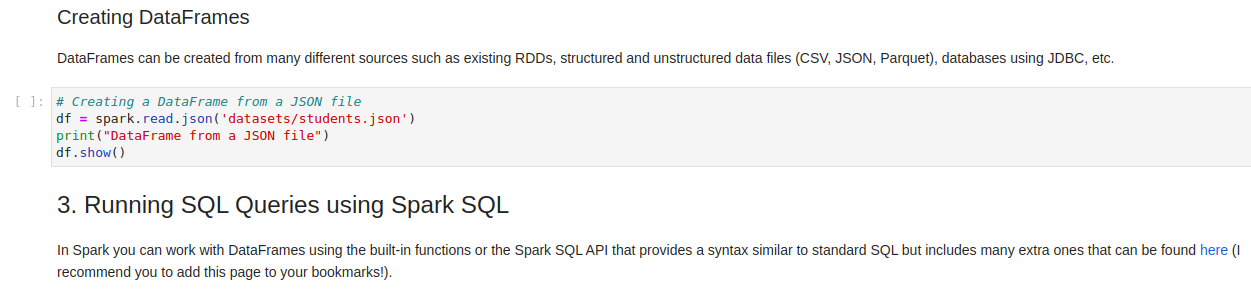 Creating DataFrames
DataFrames can be created from many different sources such as existing RDDs, structured and unstructured data files (CSV, JSON, Parquet), databases using JDBC, etc.
[ ]:
# Creating a DataFrame from a JSON file
df = spark.read.json('datasets/students.json')
print("DataFrame from a JSON file")
df.show()
3. Running SQL Queries using Spark SQL
In Spark you can work with DataFrames using the built-in functions or the Spark SQL API that provides a syntax similar to standard SQL but includes many extra ones that can be found here (I
recommend you to add this page to your bookmarks!).